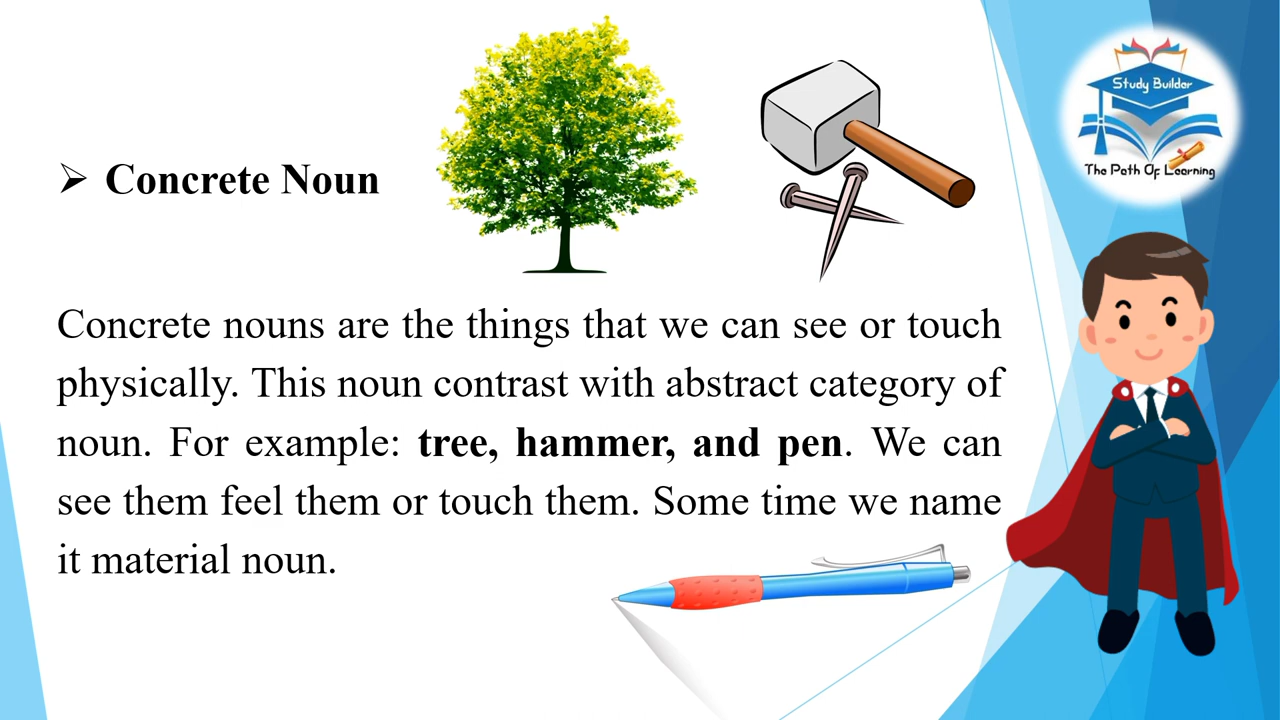 Study Builder
The Path Of Learning
➢ Concrete Noun
Concrete nouns are the things that we can see or touch
physically. This noun contrast with abstract category of
noun. For example: tree, hammer, and pen. We can
see them feel them or touch them. Some time we name
it material noun.